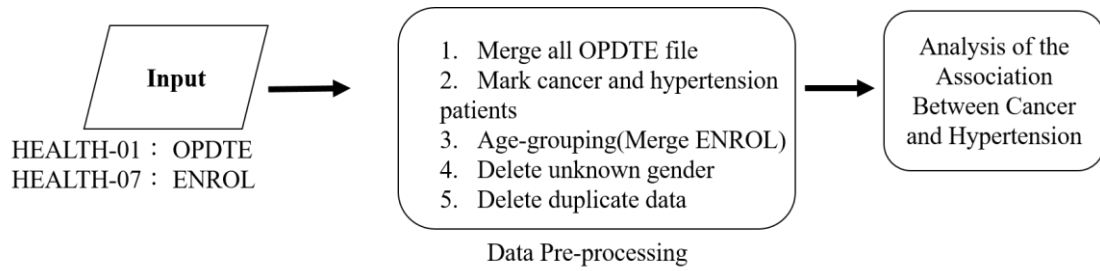 Input
HEALTH-01： OPDTE
HEALTH-07： ENROL
1. Merge all OPDTE file
2. Mark cancer and hypertension
patients
3. Age-grouping(Merge ENROL)
4. Delete unknown gender
5. Delete duplicate data
Data Pre-processing
Analysis of the
Association
Between Cancer
and Hypertension